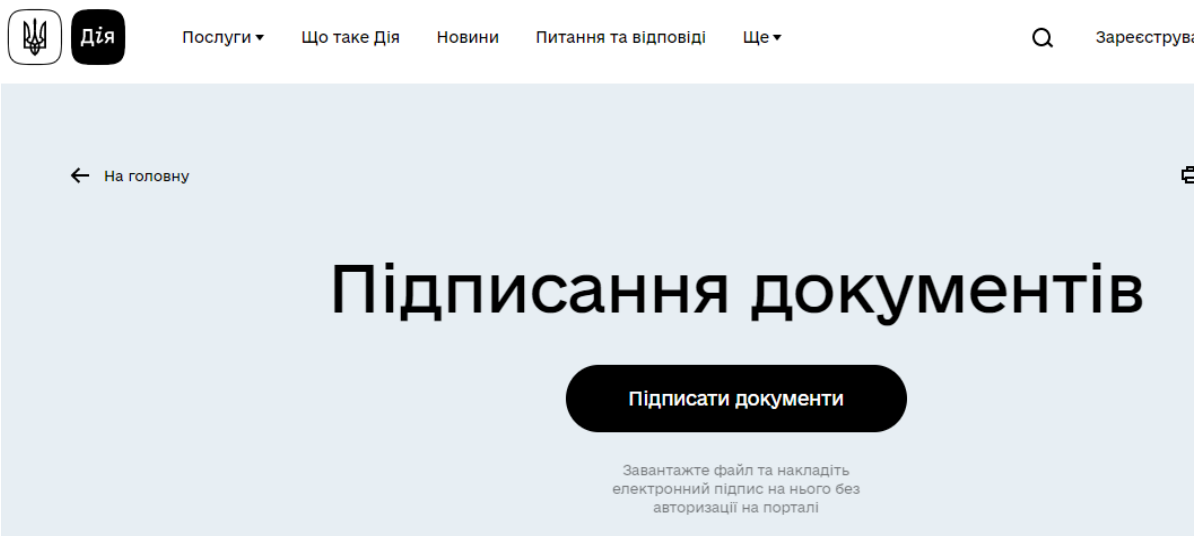 Дія Послуги Що таке Дія Новини Питання та відповіді Ще
На головну
Підписання документів
Підписати документи
Завантажте файл та накладіть
електронний підпис на нього без
авторизації на порталі